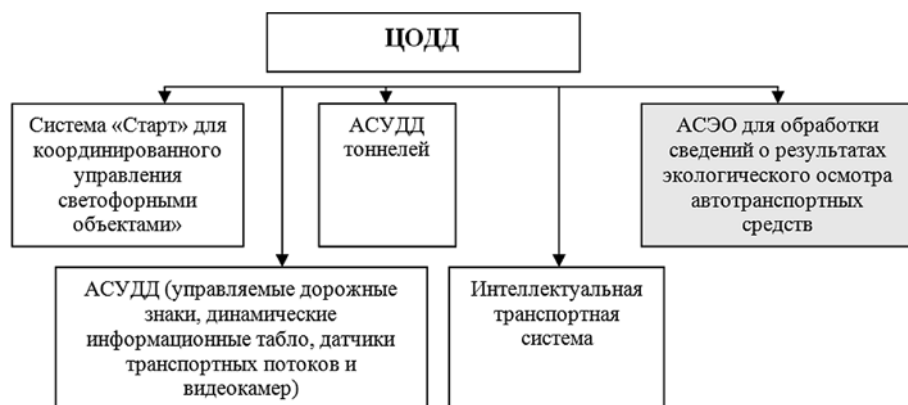 ЦОДД
Система «Старт» для
координированного
управления
светофорными
объектами»
АСУДД
тоннелей
АСЭО для обработки
сведений о результатах
экологического осмотра
автотранспортных
средств
АСУДД (управляемые дорожные
знаки, динамические
информационные табло, датчики
транспортных потоков и
видеокамер)
Интеллектуальная
транспортная
система